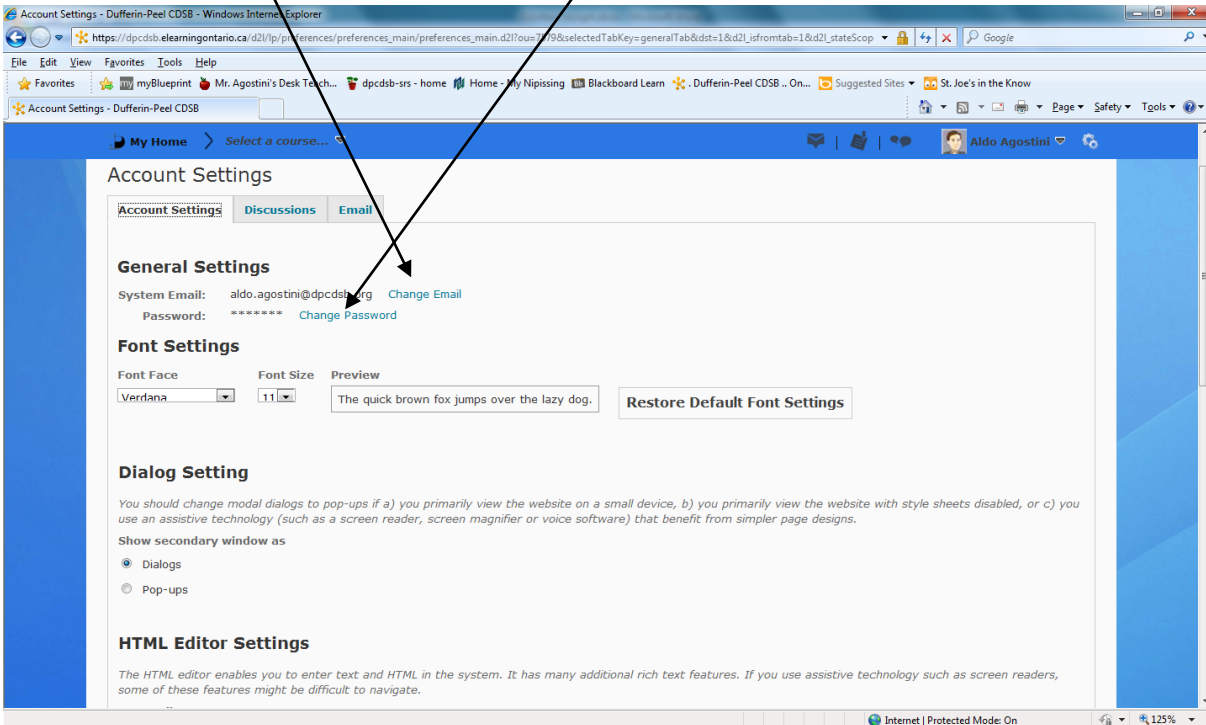 Account Settings - Dufferin-Peel CDSB - Windows Internet Explorer
https://dpcdsb.elearningontario.ca/d2l/lp/preferences/preferences_main/preferences_main.d2l?ou=7879&selectedTabKey=generalTab&dst=1&d2l_isfromtab=1&d2l_stateScop Google
File Edit View Favorites Tools Help
Favorites myBlueprint Mr. Agostini's Desk Teach... dpcdsb-srs - home Home - My Nipissing Bb Blackboard Learn . Dufferin-Peel CDSB .. On... Suggested Sites St. Joe's in the Know
Account Settings - Dufferin-Peel CDSB Page Safety Tools
My Home Select a course... Aldo Agostini
Account Settings
Account Settings Discussions Email
General Settings
System Email: aldo.agostini@dpcdsb.org Change Email
Password: ******* Change Password
Font Settings
Font Face Font Size Preview
Verdana 11 The quick brown fox jumps over the lazy dog. Restore Default Font Settings
Dialog Setting
You should change modal dialogs to pop-ups if a) you primarily view the website on a small device, b) you primarily view the website with style sheets disabled, or c) you
use an assistive technology (such as a screen reader, screen magnifier or voice software) that benefit from simpler page designs.
Show secondary window as
Dialogs
Pop-ups
HTML Editor Settings
The HTML editor enables you to enter text and HTML in the system. It has many additional rich text features. If you use assistive technology such as screen readers,
some of these features might be difficult to navigate.
Internet | Protected Mode: On 125%